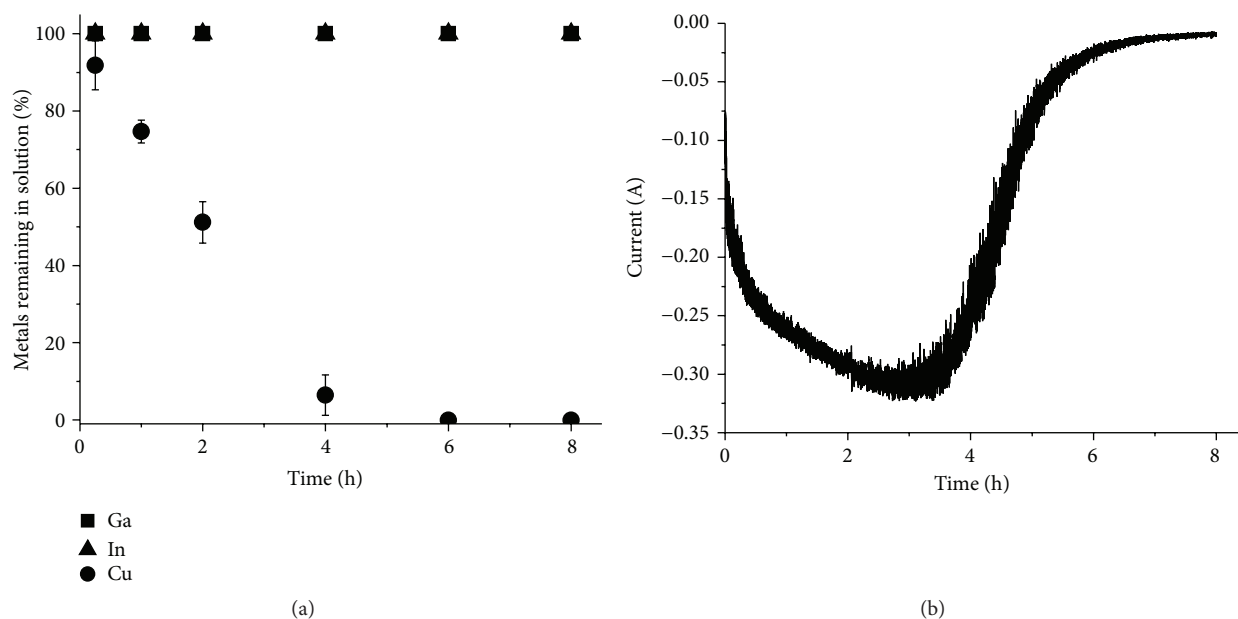 Metals remaining in solution (%)
100
80
60
40
20
0
0
2
4
6
8
Time (h)
Ga
In
Cu
(a)
Current (A)
0.00
−0.05
−0.10
−0.15
−0.20
−0.25
−0.30
−0.35
0
2
4
6
8
Time (h)
(b)